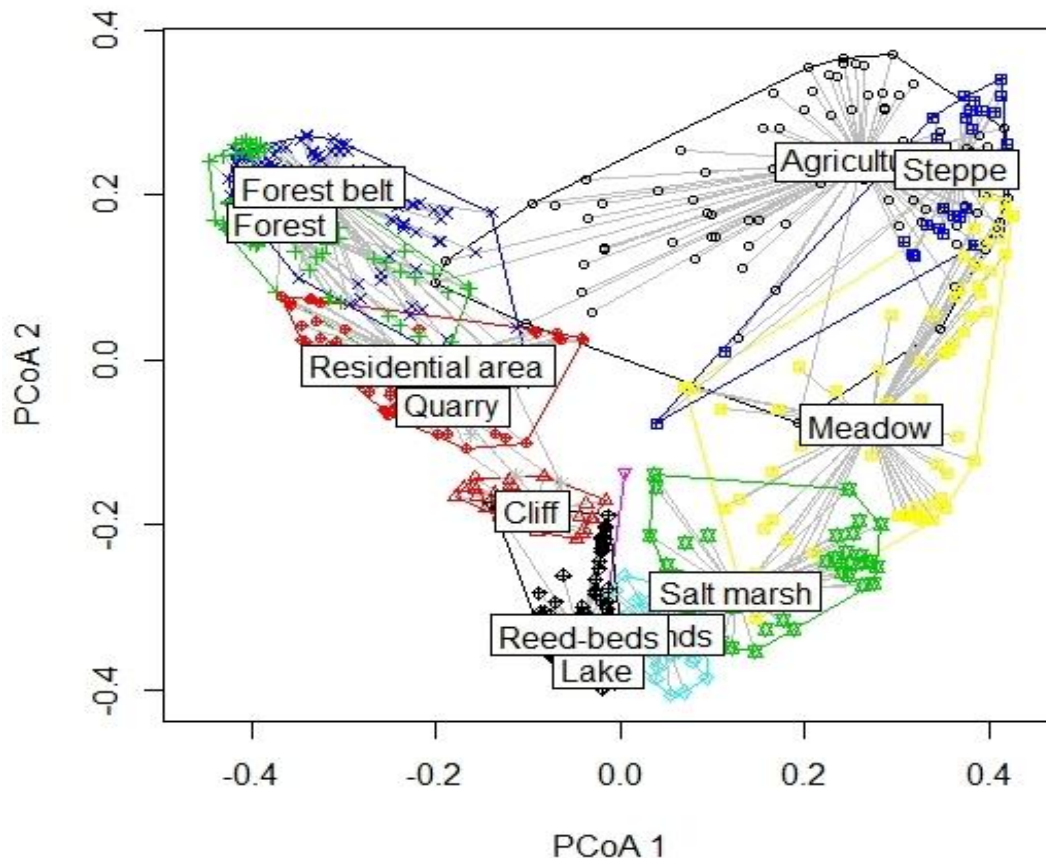 0.4
0.2
0.0
-0.2
-0.4
PCoA 2
Agricultu
Steppe
Forest belt
Forest
Residential area
Quarry
Meadow
Cliff
Salt marsh
Reed-beds
nds
Lake
-0.4 -0.2 0.0 0.2 0.4
PCoA 1